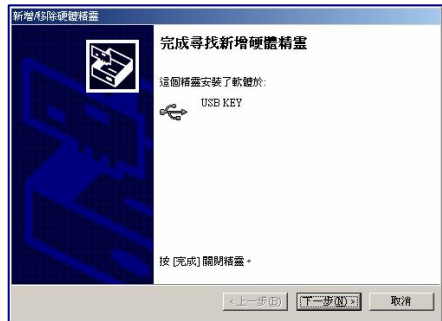 新增/移除硬體精靈
完成尋找新增硬體精靈
這個精靈安裝了軟體於:
USB KEY
按 [完成] 關閉精靈。
<上一步(B)
下一步(N)>
取消